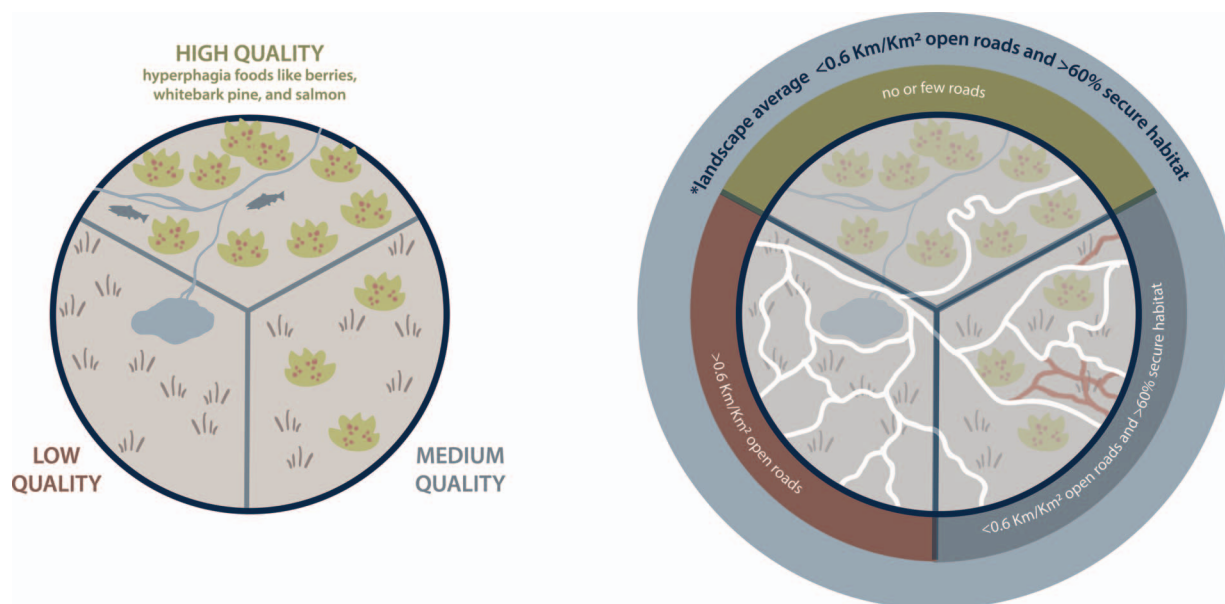 HIGH QUALITY
hyperphagia foods like berries,
whitebark pine, and salmon
LOW
QUALITY
MEDIUM
QUALITY
*landscape average <0.6 Km/Km² open roads and >60% secure habitat
no or few roads
<0.6 Km/Km² open roads
<0.6 Km/Km² open roads and >60% secure habitat